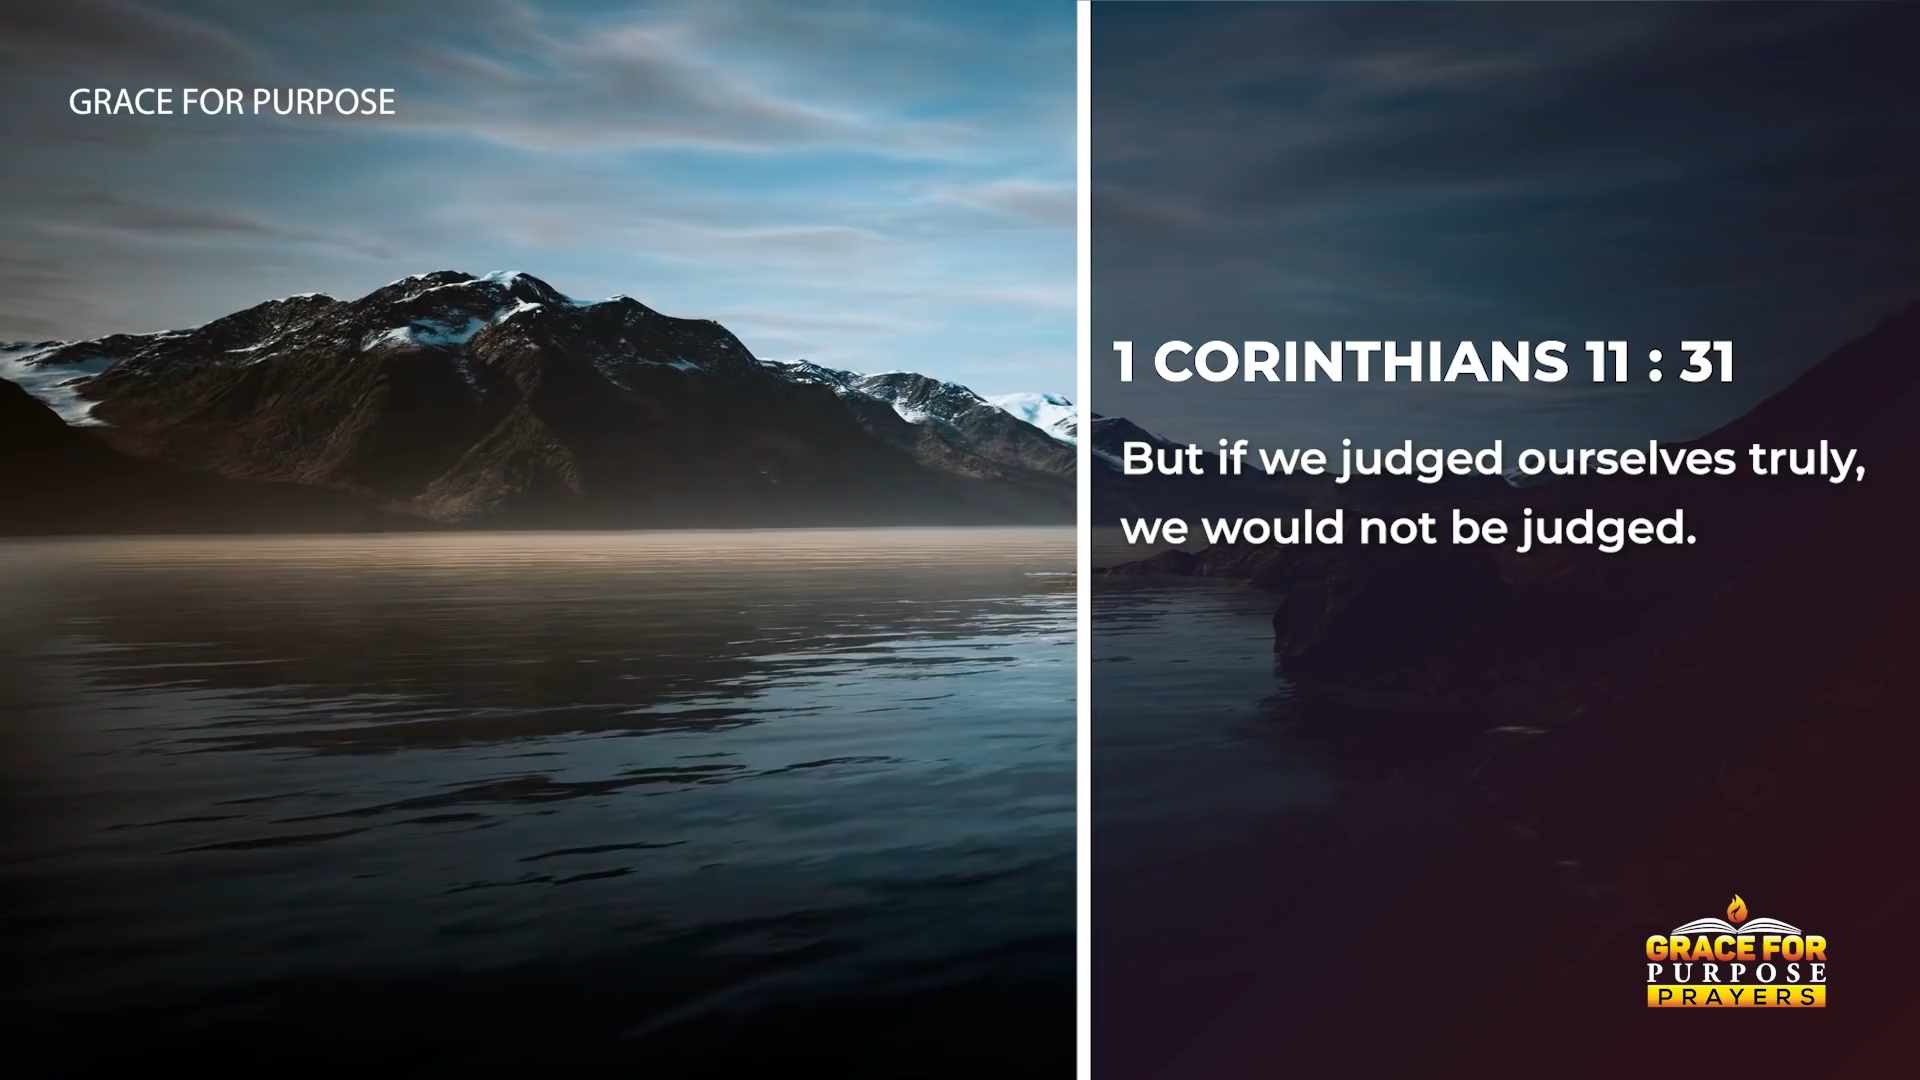 GRACE FOR PURPOSE
1 CORINTHIANS 11 : 31
But if we judged ourselves truly,
we would not be judged.
GRACE FOR
PURPOSE
PRAYERS